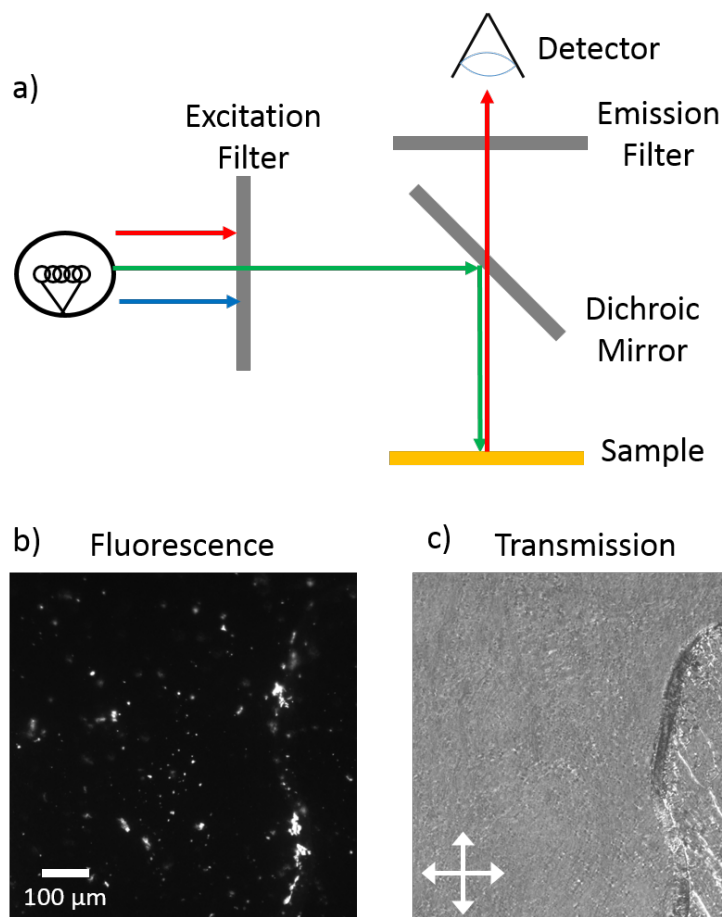 a)
Detector
Excitation
Filter
Emission
Filter
Dichroic
Mirror
Sample
b) Fluorescence
c) Transmission
100 µm